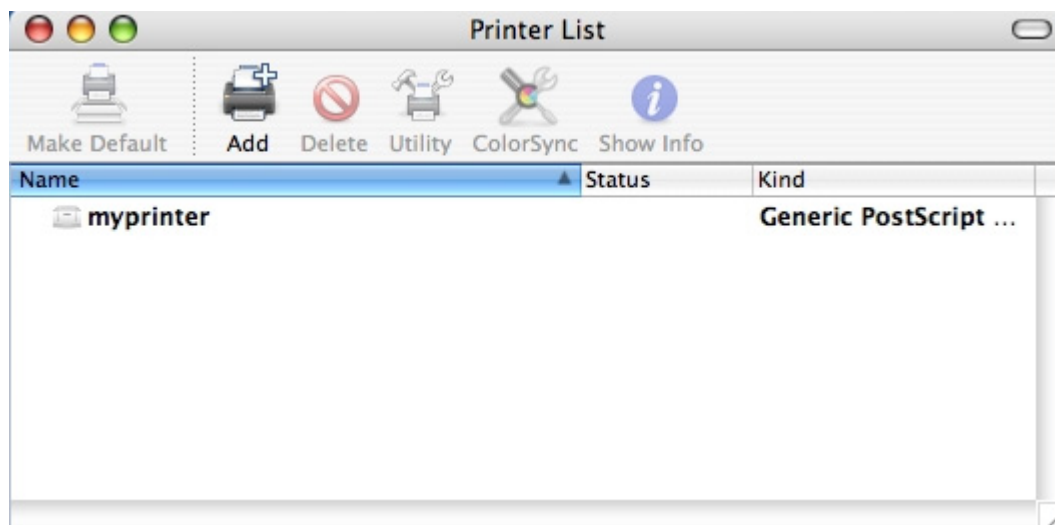 Printer List
Make Default Add Delete Utility ColorSync Show Info
Name Status Kind
myprinter Generic PostScript ...